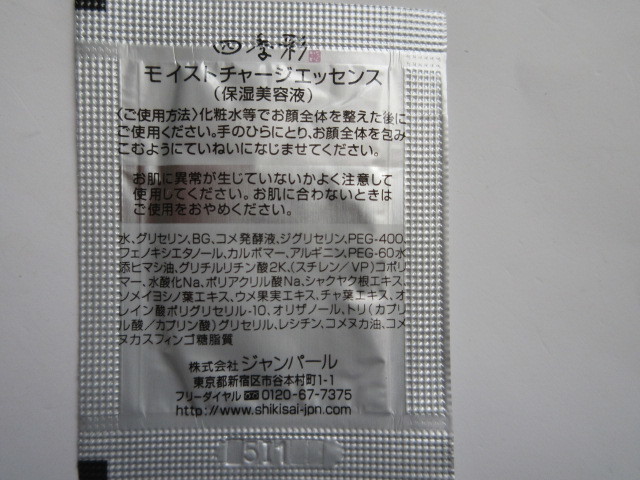 四季彩
モイストチャージエッセンス
(保湿美容液)
〈ご使用方法〉化粧水等でお顔全体を整えた後に
ご使用ください。手のひらにとり、お顔全体を包み
こむようにていねいになじませてください。
お肌に異常が生じていないかよく注意して
使用してください。お肌に合わないときは
ご使用をおやめください。
水、グリセリン、BG、コメ発酵液、ジグリセリン、PEG-400、
フェノキシエタノール、カルボマー、アルギニン、PEG-60水
添ヒマシ油、グリチルリチン酸2K、(スチレン/VP)コポリ
マー、水酸化Na、ポリアクリル酸Na、シャクヤク根エキス、
ソメイヨシノ葉エキス、ウメ果実エキス、チャ葉エキス、オ
レイン酸ポリグリセリル-10、オリザノール、トリ(カプリ
ル酸/カプリン酸)グリセリル、レシチン、コメヌカ油、コメ
ヌカスフィンゴ糖脂質
株式会社 ジャンパール
東京都新宿区市谷本村町1-1
フリーダイヤル 0120-67-7375
http://www.shikisai-jpn.com